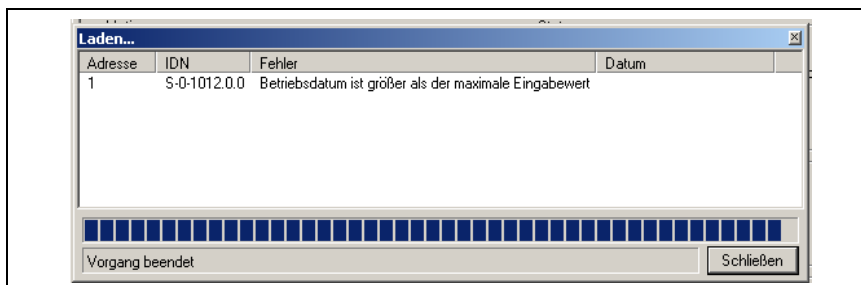 Laden...
Adresse IDN Fehler Datum
1 S-0-1012.0.0 Betriebsdatum ist größer als der maximale Eingabewert
Vorgang beendet Schließen